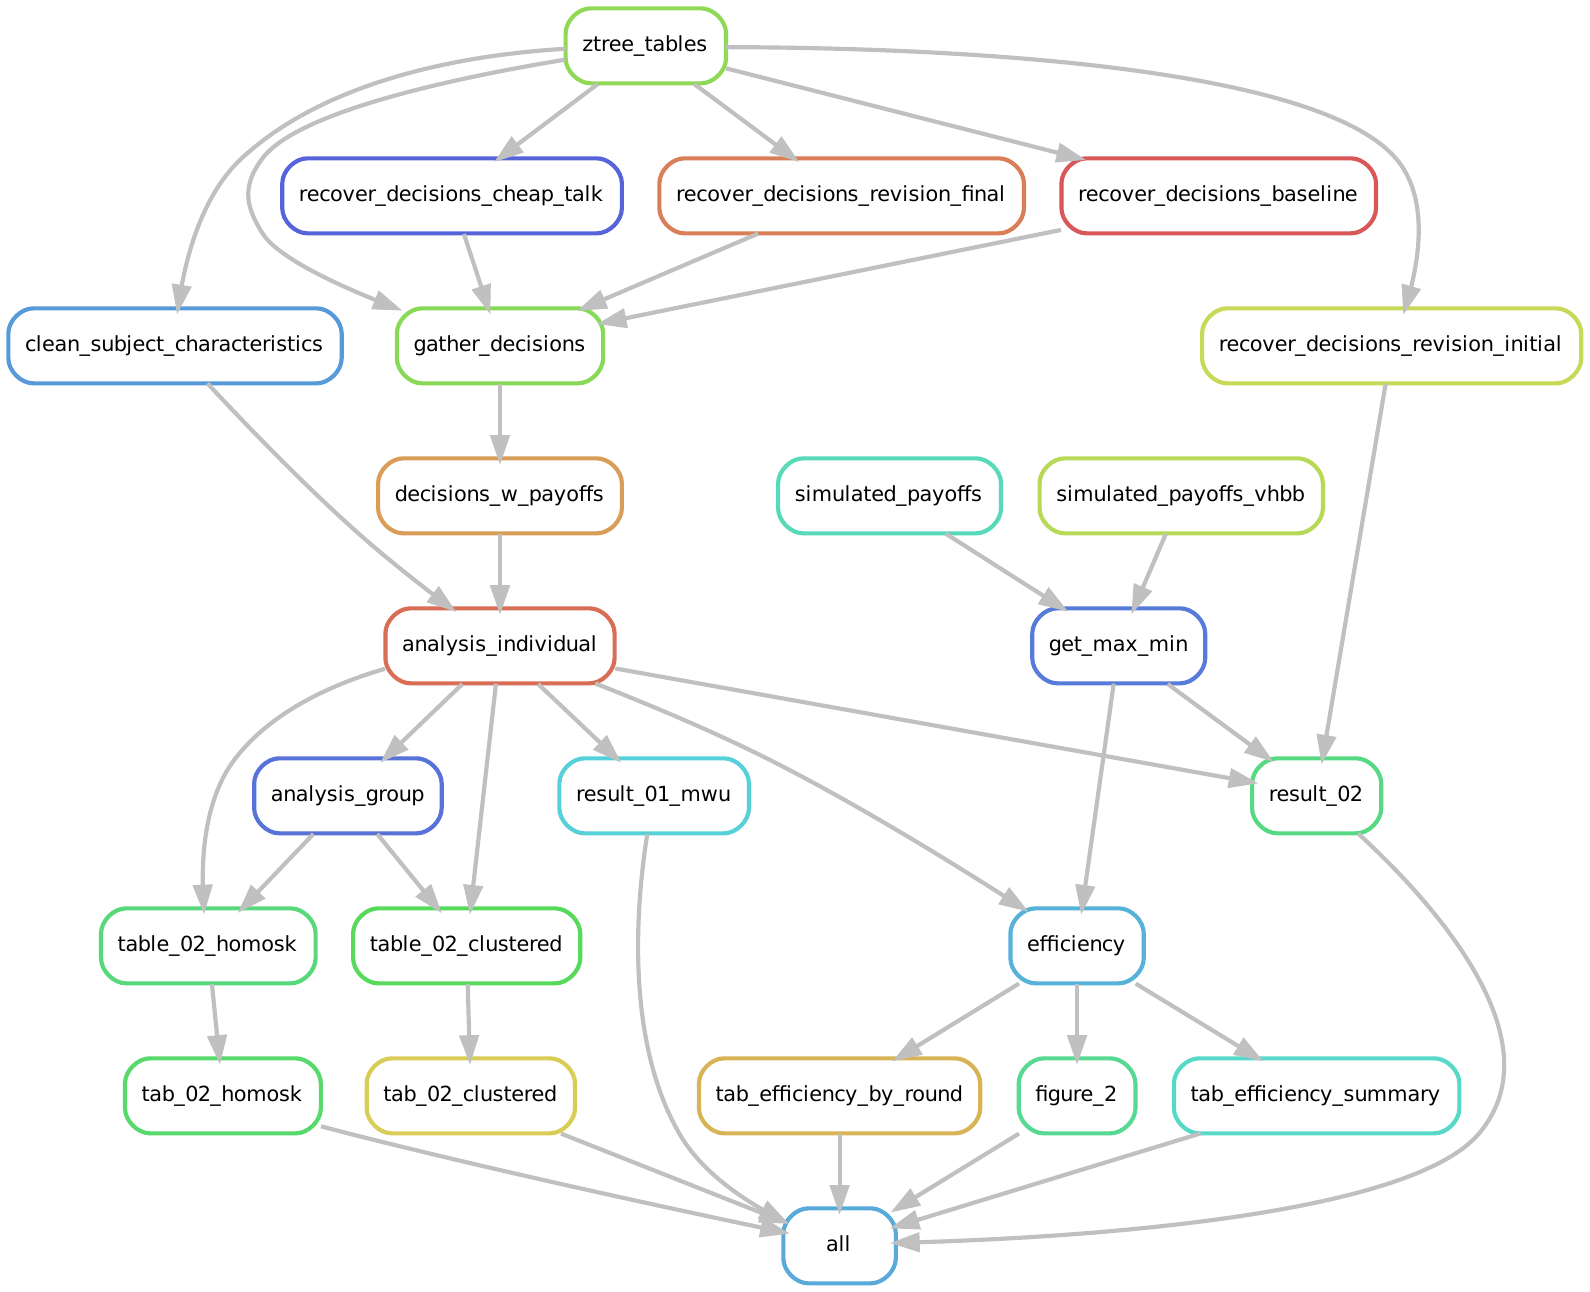 ztree_tables
recover_decisions_cheap_talk
recover_decisions_revision_final
recover_decisions_baseline
clean_subject_characteristics
gather_decisions
recover_decisions_revision_initial
decisions_w_payoffs
simulated_payoffs
simulated_payoffs_vhbb
analysis_individual
get_max_min
analysis_group
result_01_mwu
result_02
table_02_homosk
table_02_clustered
efficiency
tab_02_homosk
tab_02_clustered
tab_efficiency_by_round
figure_2
tab_efficiency_summary
all